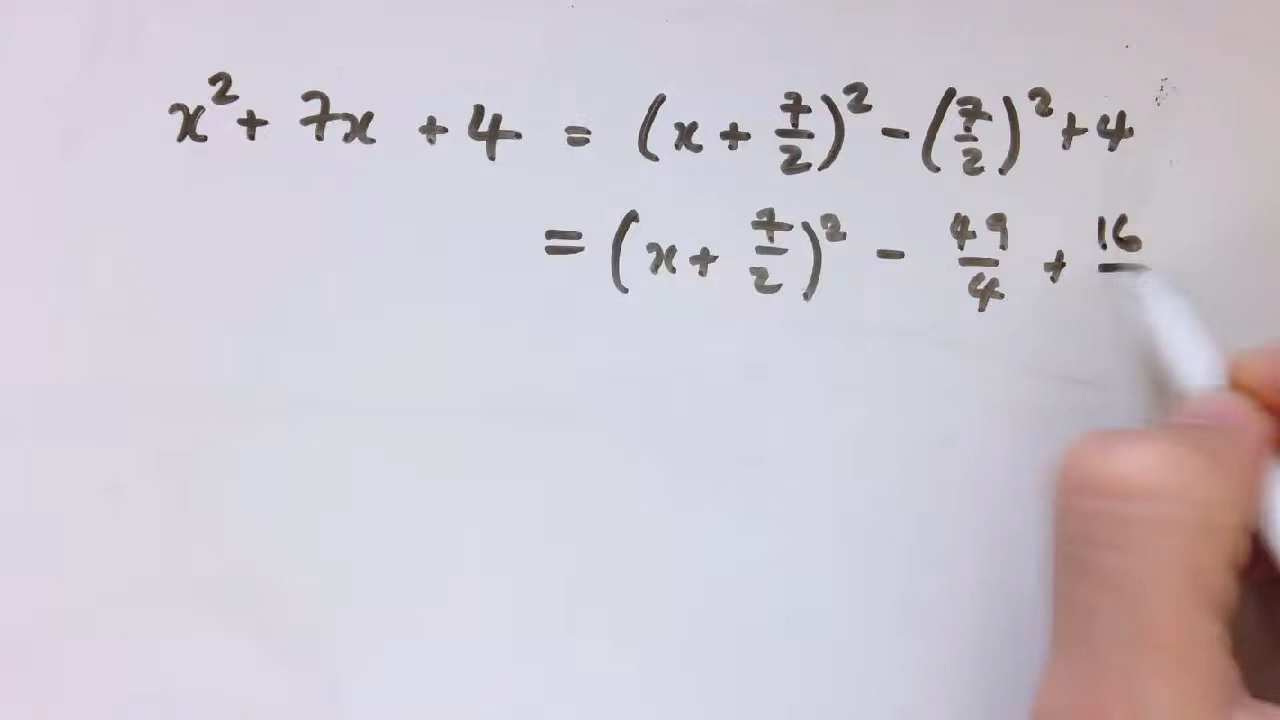 x² + 7x + 4 = (x + 7/2)² - (7/2)² + 4
= (x + 7/2)² - 49/4 + 16/